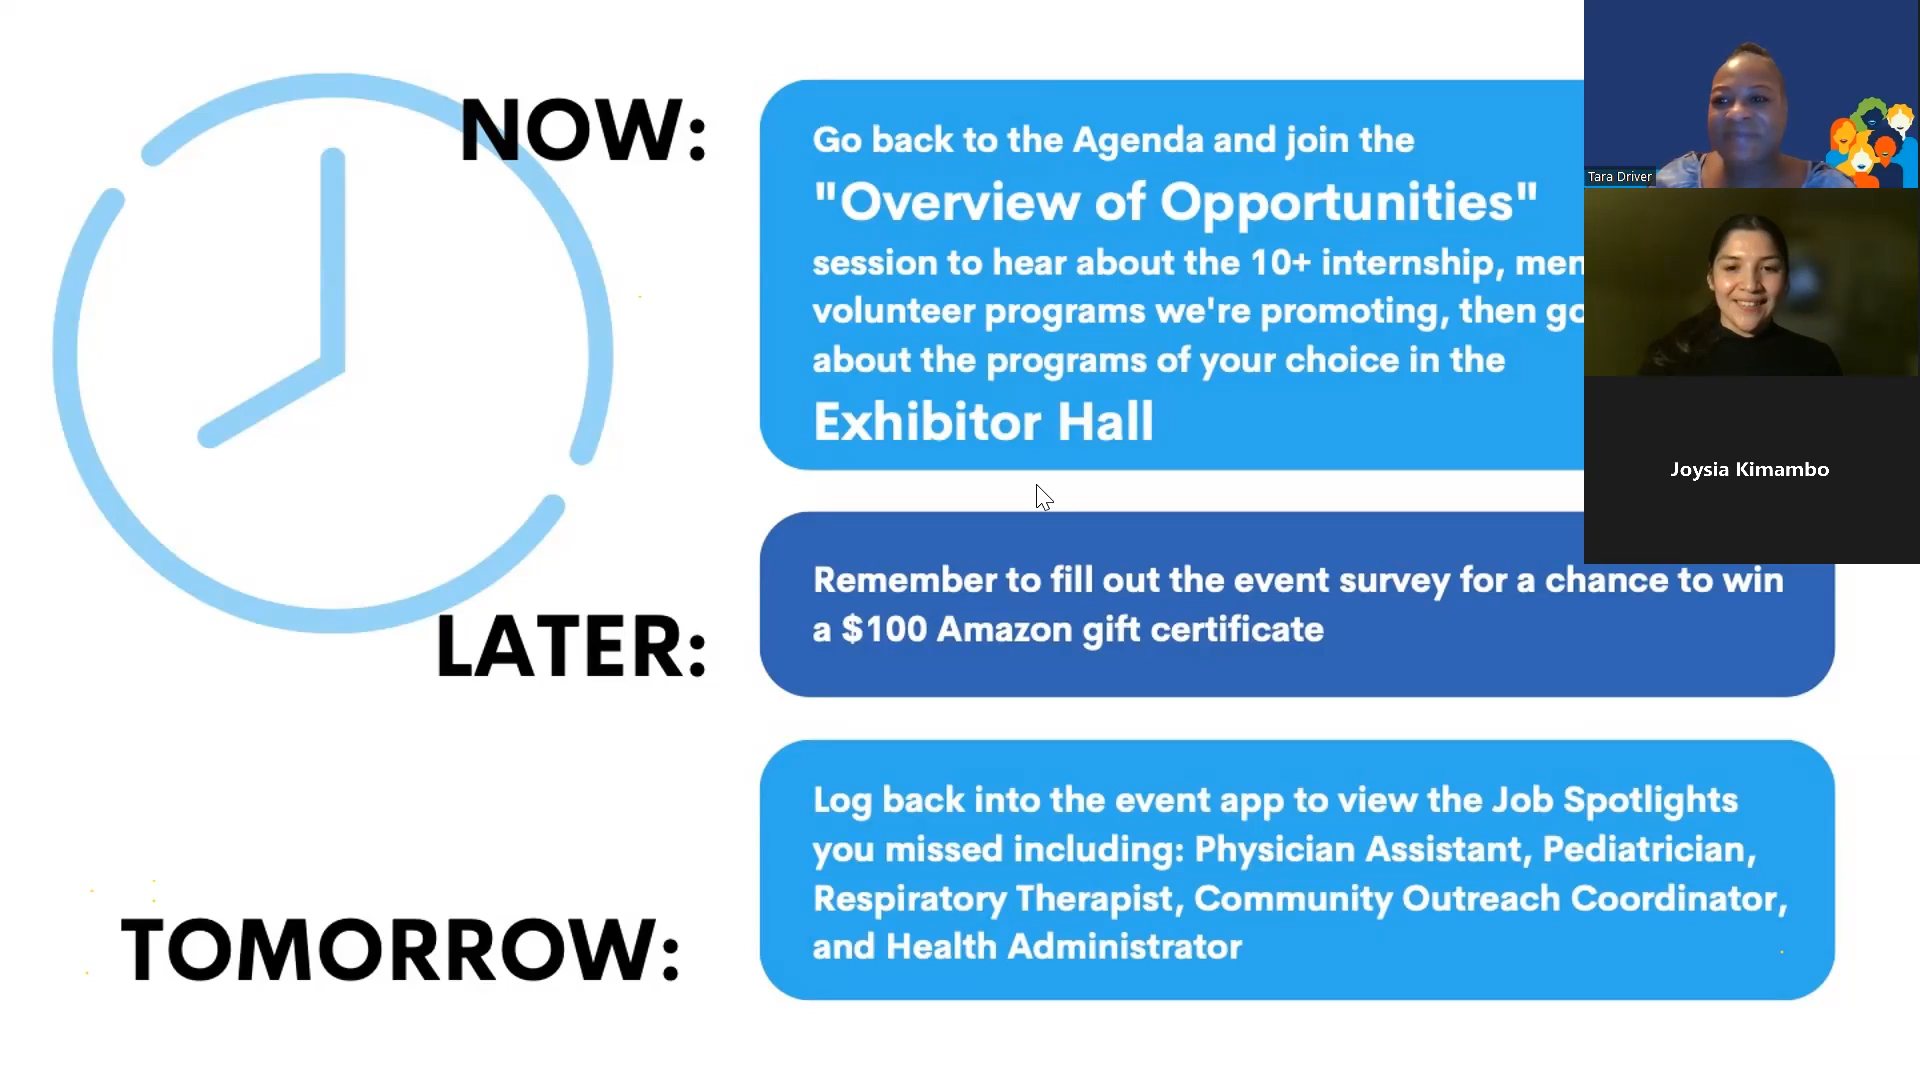 NOW:
Go back to the Agenda and join the
"Overview of Opportunities"
session to hear about the 10+ internship,
volunteer programs we're promoting, then
about the programs of your choice in the
Exhibitor Hall
LATER:
Remember to fill out the event survey for a chance to win
a $100 Amazon gift certificate
TOMORROW:
Log back into the event app to view the Job Spotlights
you missed including: Physician Assistant, Pediatrician,
Respiratory Therapist, Community Outreach Coordinator,
and Health Administrator
Tara Driver
Joysia Kimambo